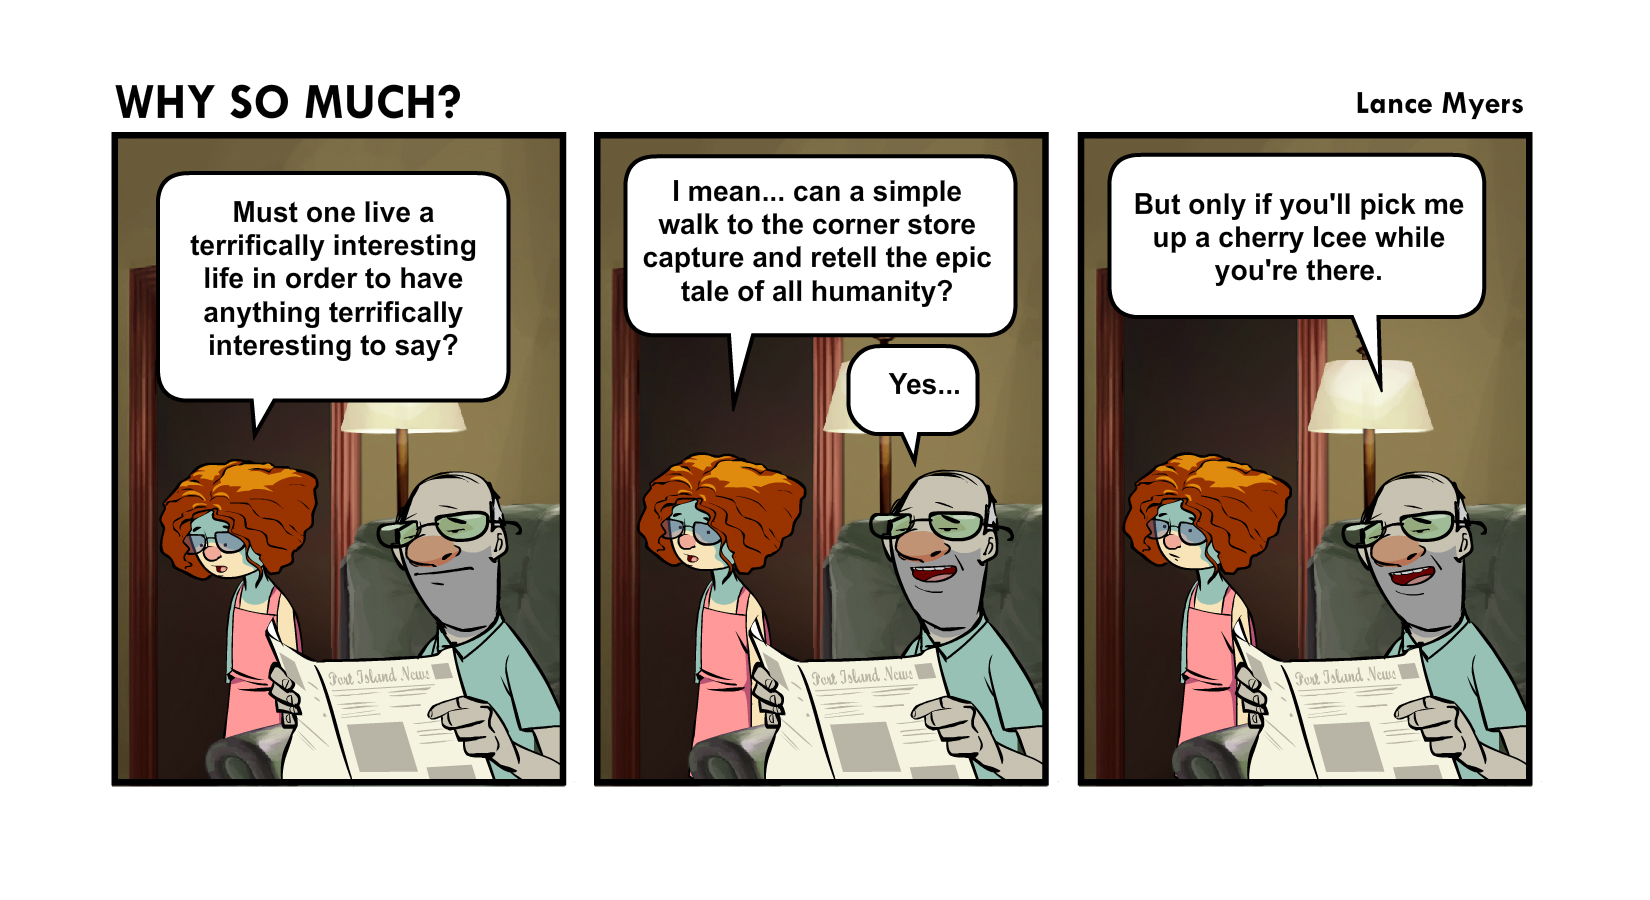 WHY SO MUCH?
Lance Myers
Must one live a
terrifically interesting
life in order to have
anything terrifically
interesting to say?
Port Island News
I mean... can a simple
walk to the corner store
capture and retell the epic
tale of all humanity?
Yes...
Port Island News
But only if you'll pick me
up a cherry Icee while
you're there.
Port Island News